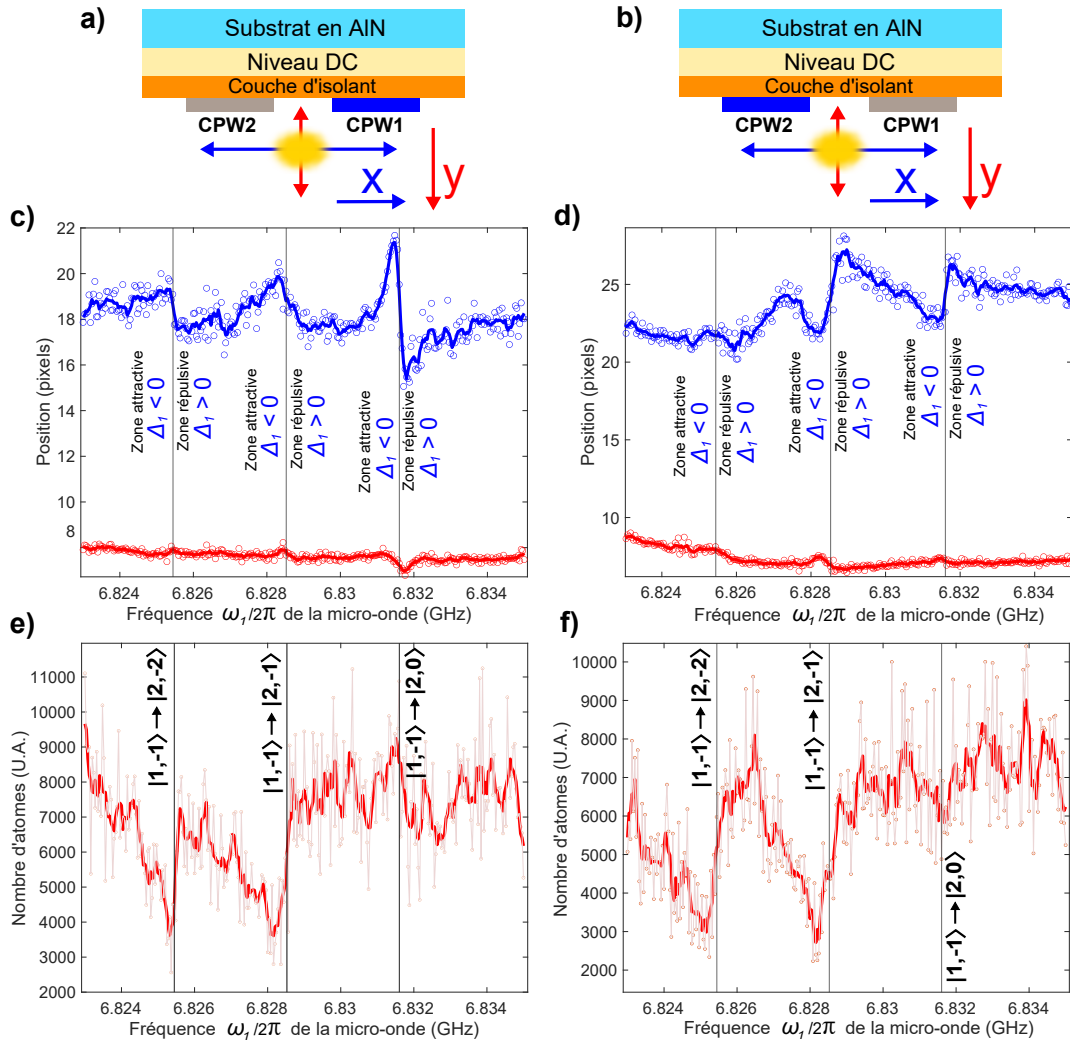 a)
Substrat en AlN
Niveau DC
Couche d'isolant
CPW2
CPW1
x
y
b)
Substrat en AlN
Niveau DC
Couche d'isolant
CPW2
CPW1
x
y
c)
Position (pixels)
22
20
18
16
14
12
10
8
Zone attractive
Δ₁ < 0
Zone répulsive
Δ₁ > 0
Zone attractive
Δ₁ < 0
Zone répulsive
Δ₁ > 0
Zone attractive
Δ₁ < 0
Zone répulsive
Δ₁ > 0
6.824 6.826 6.828 6.83 6.832 6.834
Fréquence ω₁/2π de la micro-onde (GHz)
d)
Position (pixels)
25
20
15
10
Zone attractive
Δ₁ < 0
Zone répulsive
Δ₁ > 0
Zone attractive
Δ₁ < 0
Zone répulsive
Δ₁ > 0
Zone attractive
Δ₁ < 0
Zone répulsive
Δ₁ > 0
6.824 6.826 6.828 6.83 6.832 6.834
Fréquence ω₁/2π de la micro-onde (GHz)
e)
Nombre d'atomes (U.A.)
11000
10000
9000
8000
7000
6000
5000
4000
3000
2000
|1,-1⟩→|2,-2⟩
|1,-1⟩→|2,-1⟩
|1,-1⟩→|2,0⟩
6.824 6.826 6.828 6.83 6.832 6.834
Fréquence ω₁/2π de la micro-onde (GHz)
f)
Nombre d'atomes (U.A.)
10000
9000
8000
7000
6000
5000
4000
3000
2000
|1,-1⟩→|2,-2⟩
|1,-1⟩→|2,-1⟩
|1,-1⟩→|2,0⟩
6.824 6.826 6.828 6.83 6.832 6.834
Fréquence ω₁/2π de la micro-onde (GHz)